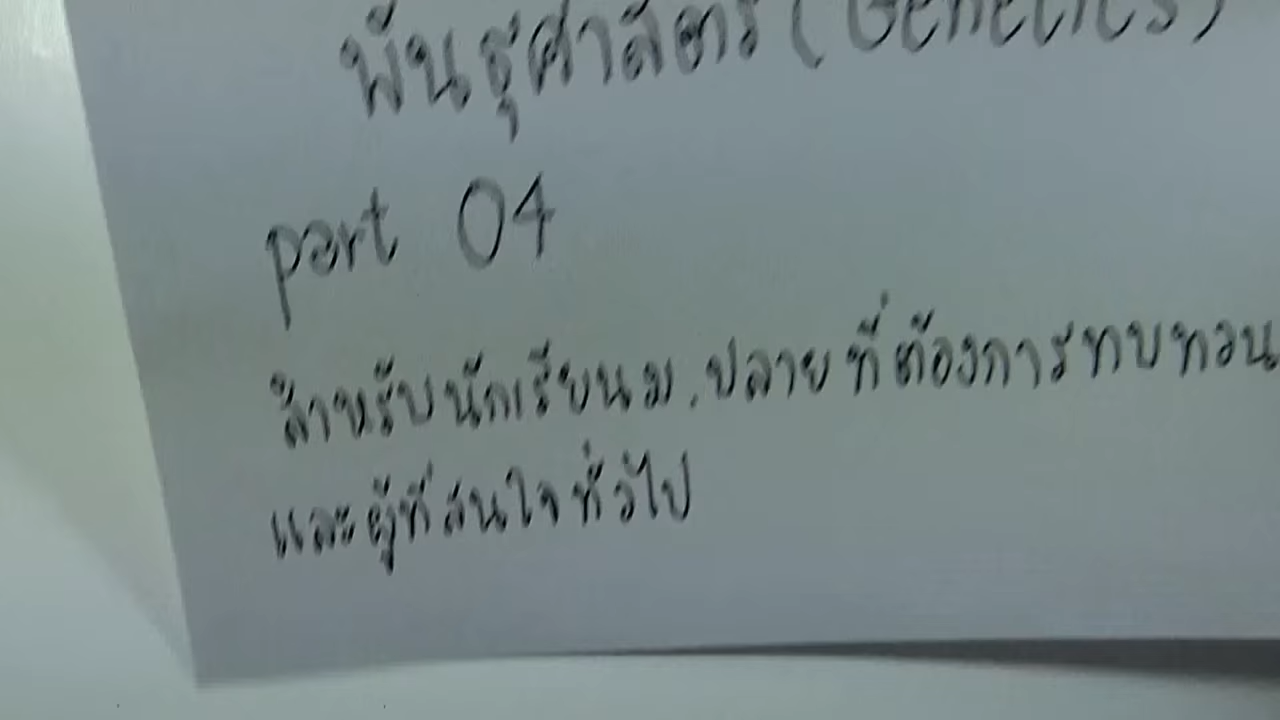 พันธุศาสตร์ (Genetics)
part 04
สำหรับนักเรียนม.ปลายที่ต้องการทบทวน
และผู้ที่สนใจทั่วไป